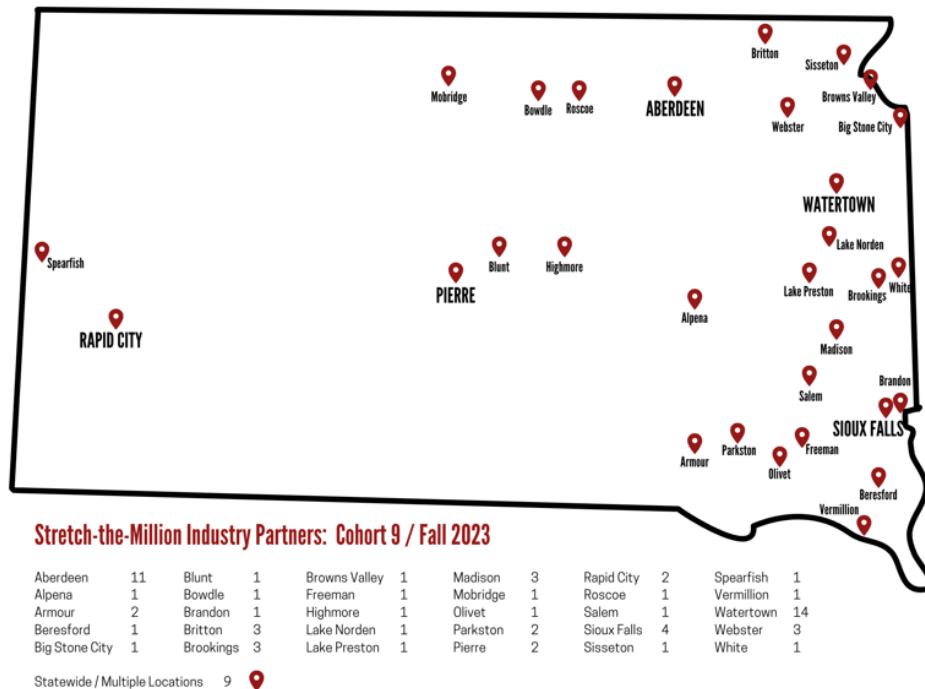 Britton
Sisseton
Mobridge
Bowdle
Roscoe
ABERDEEN
Browns Valley
Webster
Big Stone City
WATERTOWN
Lake Norden
Spearfish
Blunt
Highmore
PIERRE
Lake Preston
Brookings
White
Alpena
RAPID CITY
Madison
Salem
Brandon
SIOUX FALLS
Armour
Parkston
Freeman
Olivet
Beresford
Vermillion
Stretch-the-Million Industry Partners: Cohort 9 / Fall 2023
Aberdeen 11 Blunt 1 Browns Valley 1 Madison 3 Rapid City 2 Spearfish 1
Alpena 1 Bowdle 1 Freeman 1 Mobridge 1 Roscoe 1 Vermillion 1
Armour 2 Brandon 1 Highmore 1 Olivet 1 Salem 1 Watertown 14
Beresford 1 Britton 3 Lake Norden 1 Parkston 2 Sioux Falls 4 Webster 3
Big Stone City 1 Brookings 3 Lake Preston 1 Pierre 2 Sisseton 1 White 1
Statewide / Multiple Locations 9